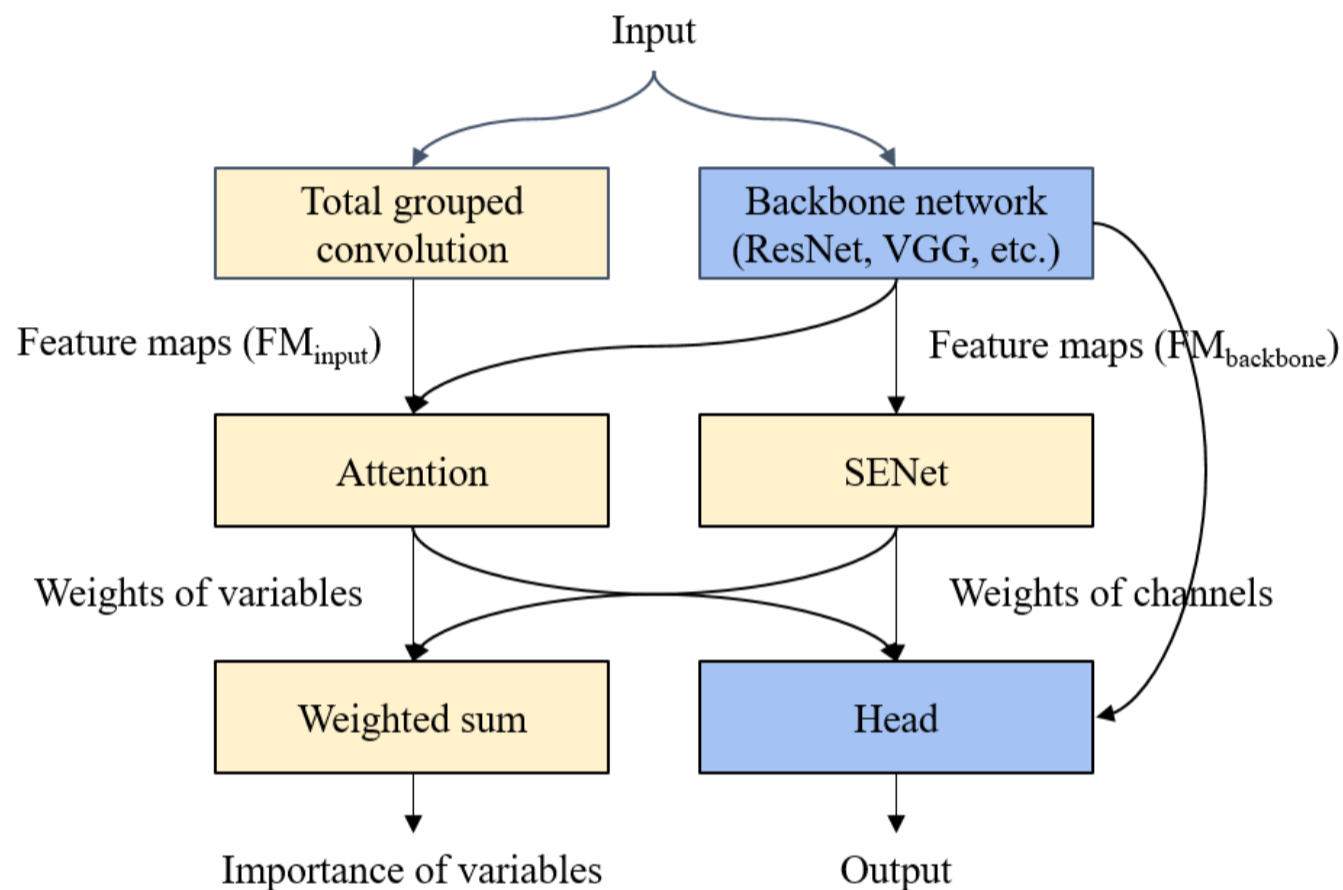 Input
Total grouped
convolution
Backbone network
(ResNet, VGG, etc.)
Feature maps (FMinput)
Feature maps (FMbackbone)
Attention
SENet
Weights of variables
Weights of channels
Weighted sum
Head
Importance of variables
Output